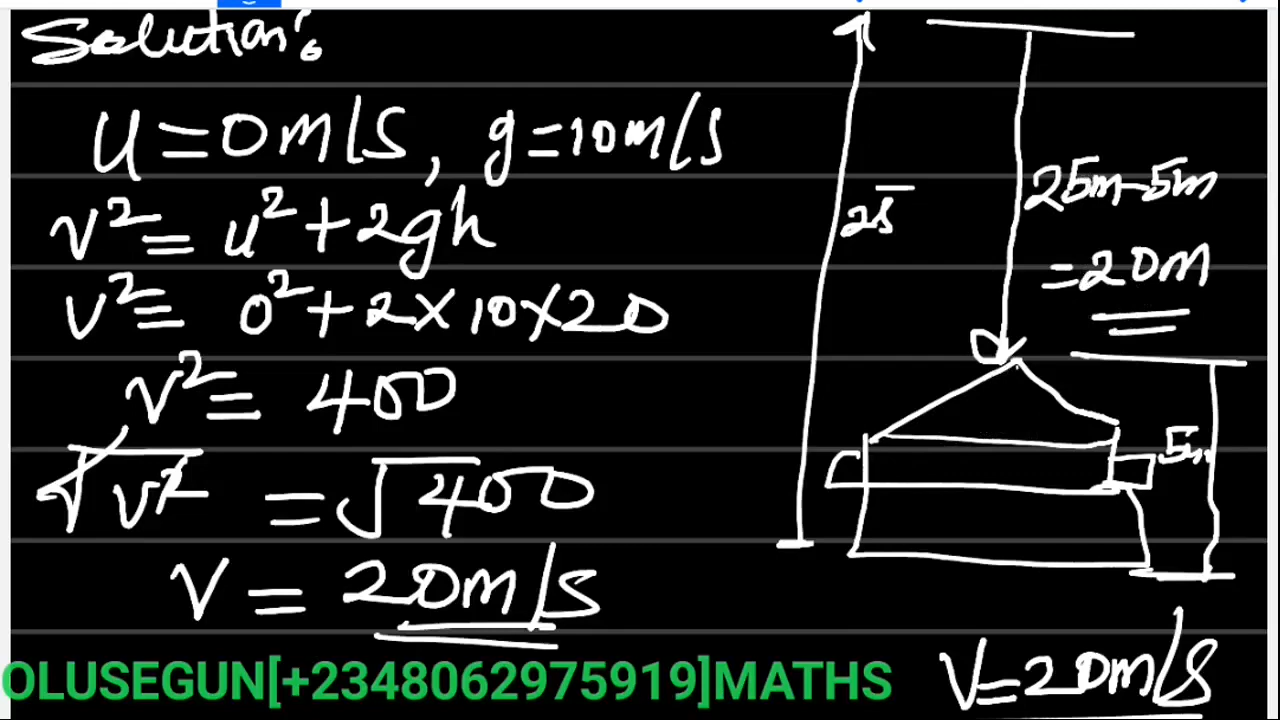 Solution:
U = 0m/s, g = 10m/s
v² = u² + 2gh
v² = 0² + 2×10×20
v² = 400
√v² = √400
v = 20m/s
25
25m-5m
= 20m
5m
V = 20m/s
OLUSEGUN[+2348062975919]MATHS